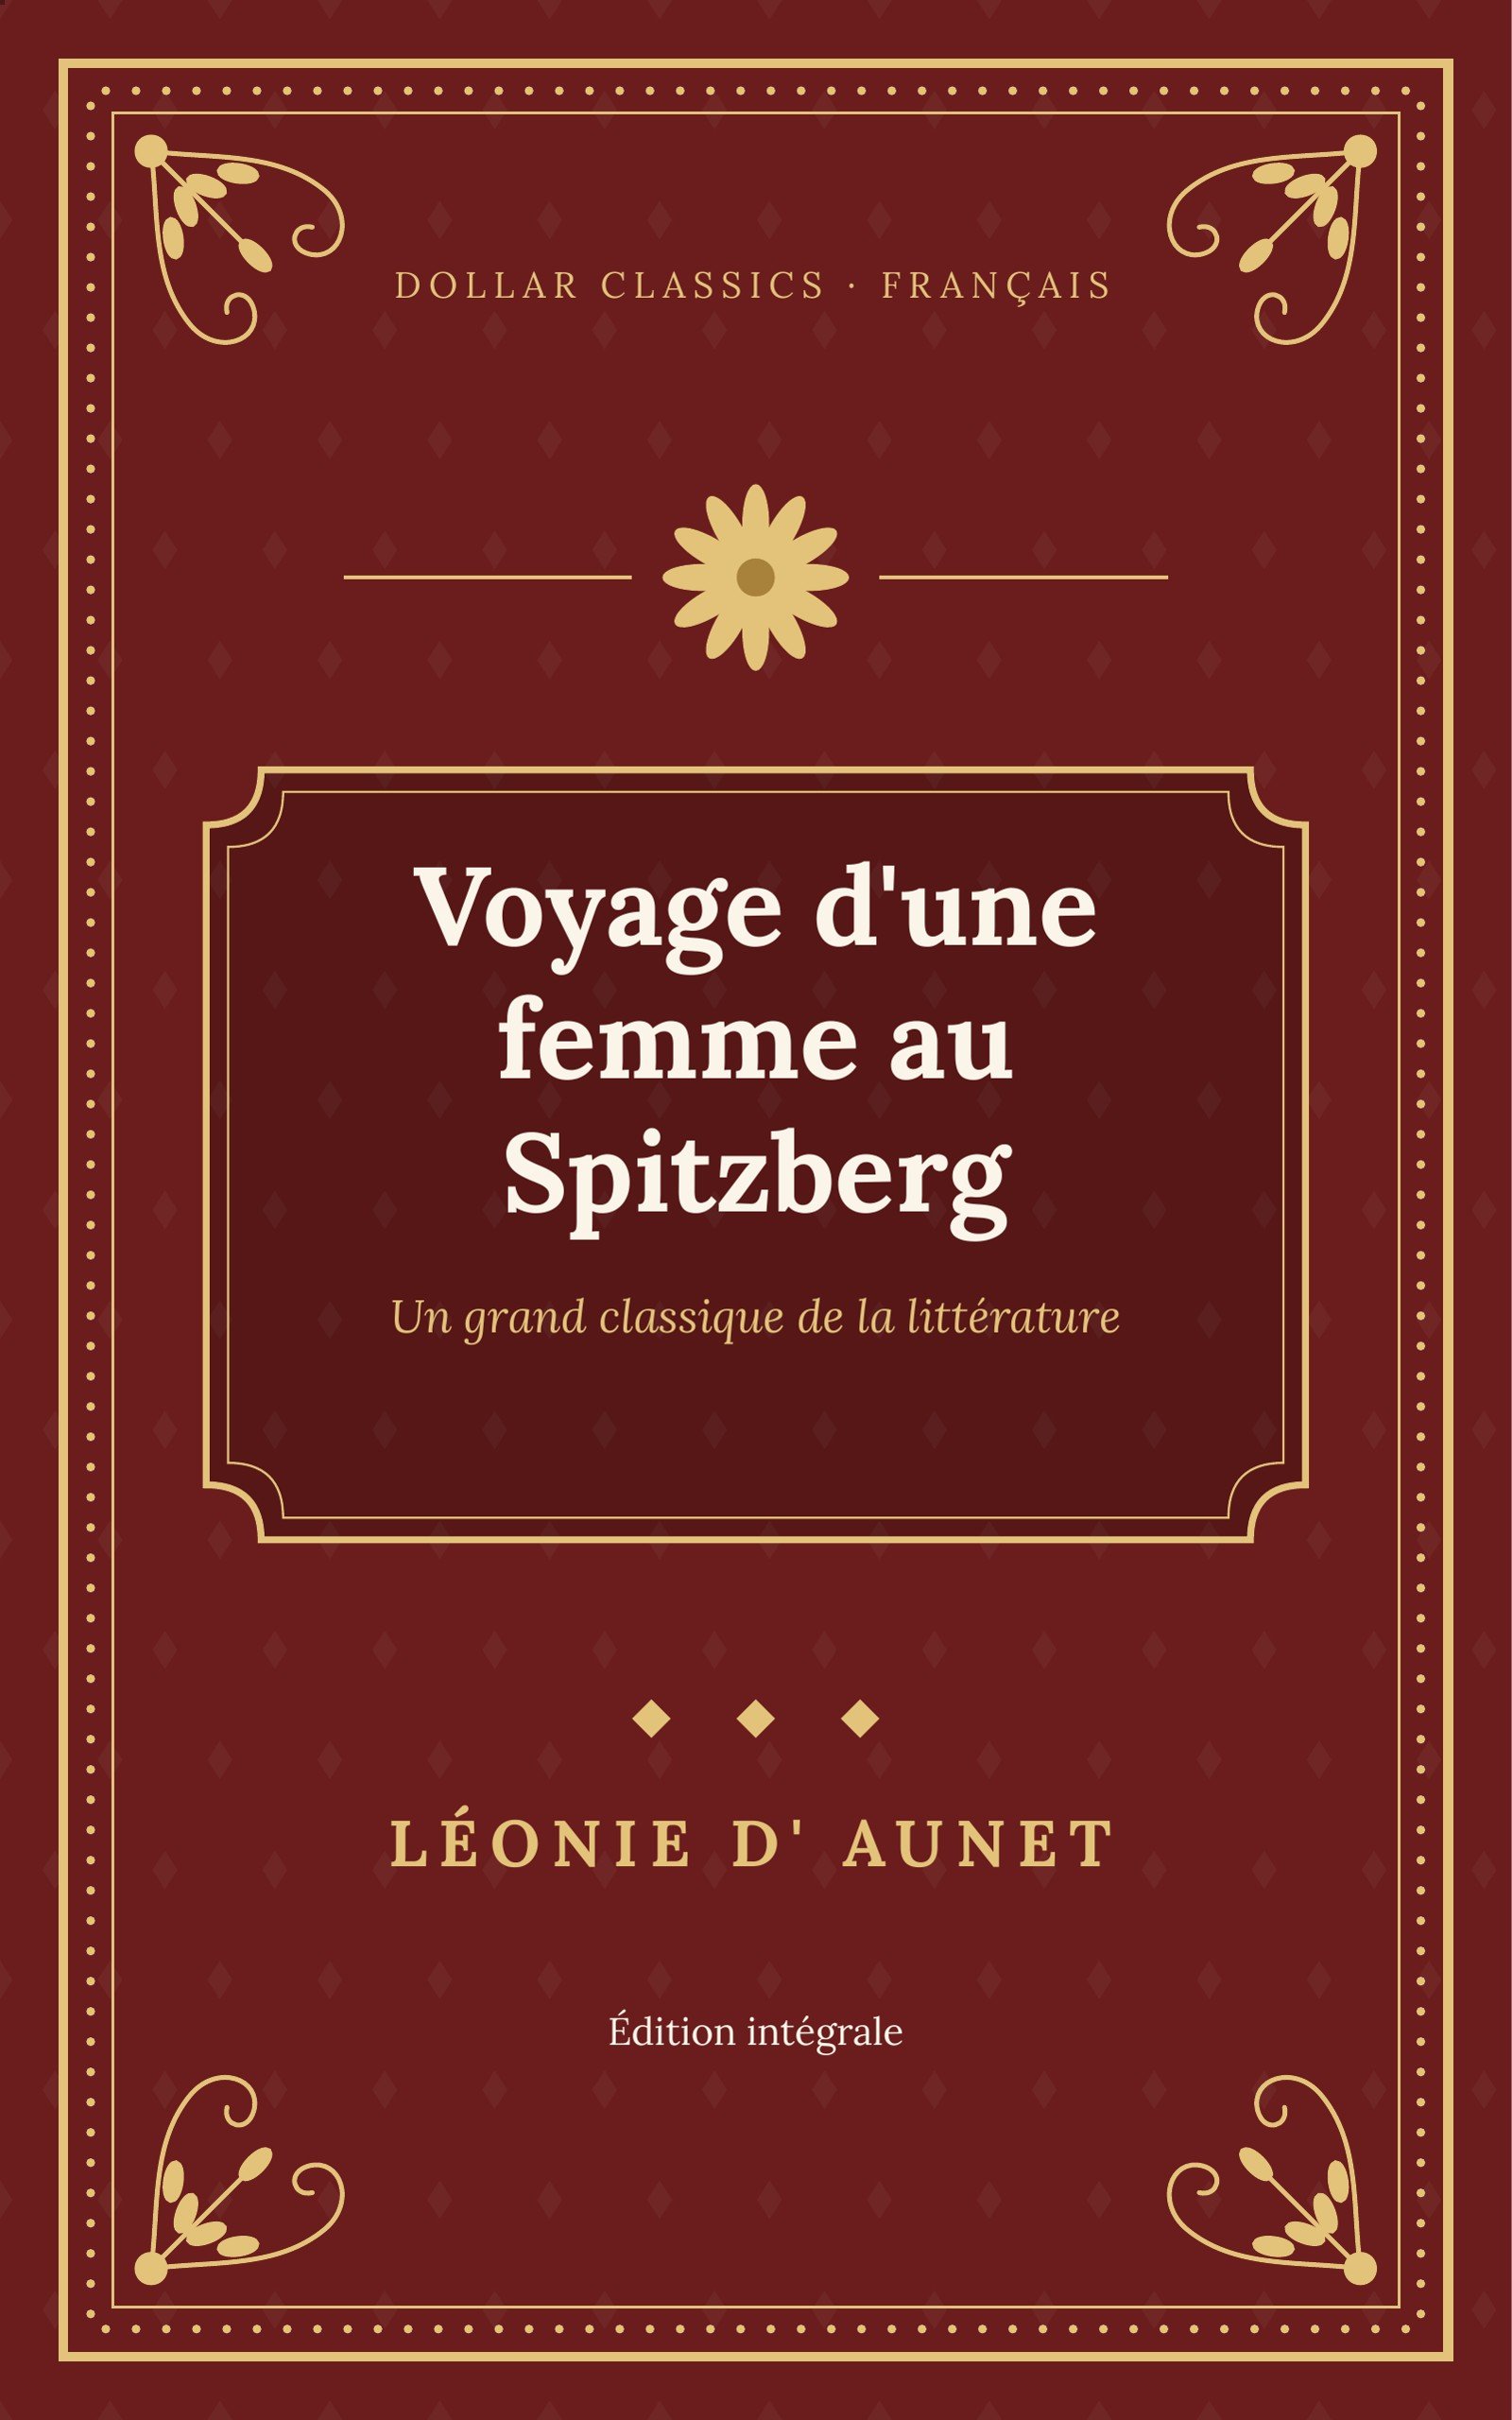 DOLLAR CLASSICS · FRANÇAIS
Voyage d'une
femme au
Spitzberg
Un grand classique de la littérature
LÉONIE D' AUNET
Édition intégrale